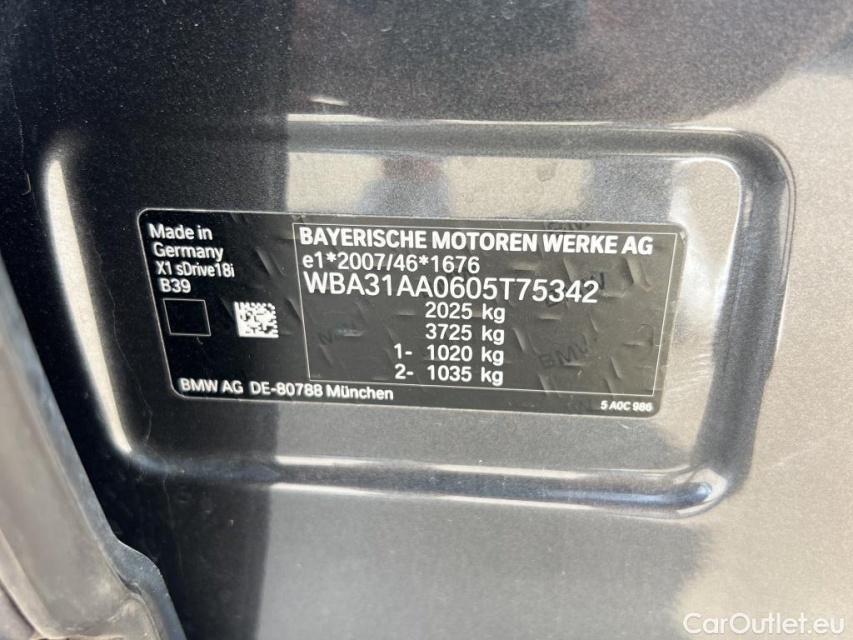 Made in
Germany
X1 sDrive18i
B39
BAYERISCHE MOTOREN WERKE AG
e1*2007/46*1676
WBA31AA0605T75342
2025 kg
3725 kg
1- 1020 kg
2- 1035 kg
BMW AG DE-80788 München
5 A0C 986
BMW
CarOutlet.eu